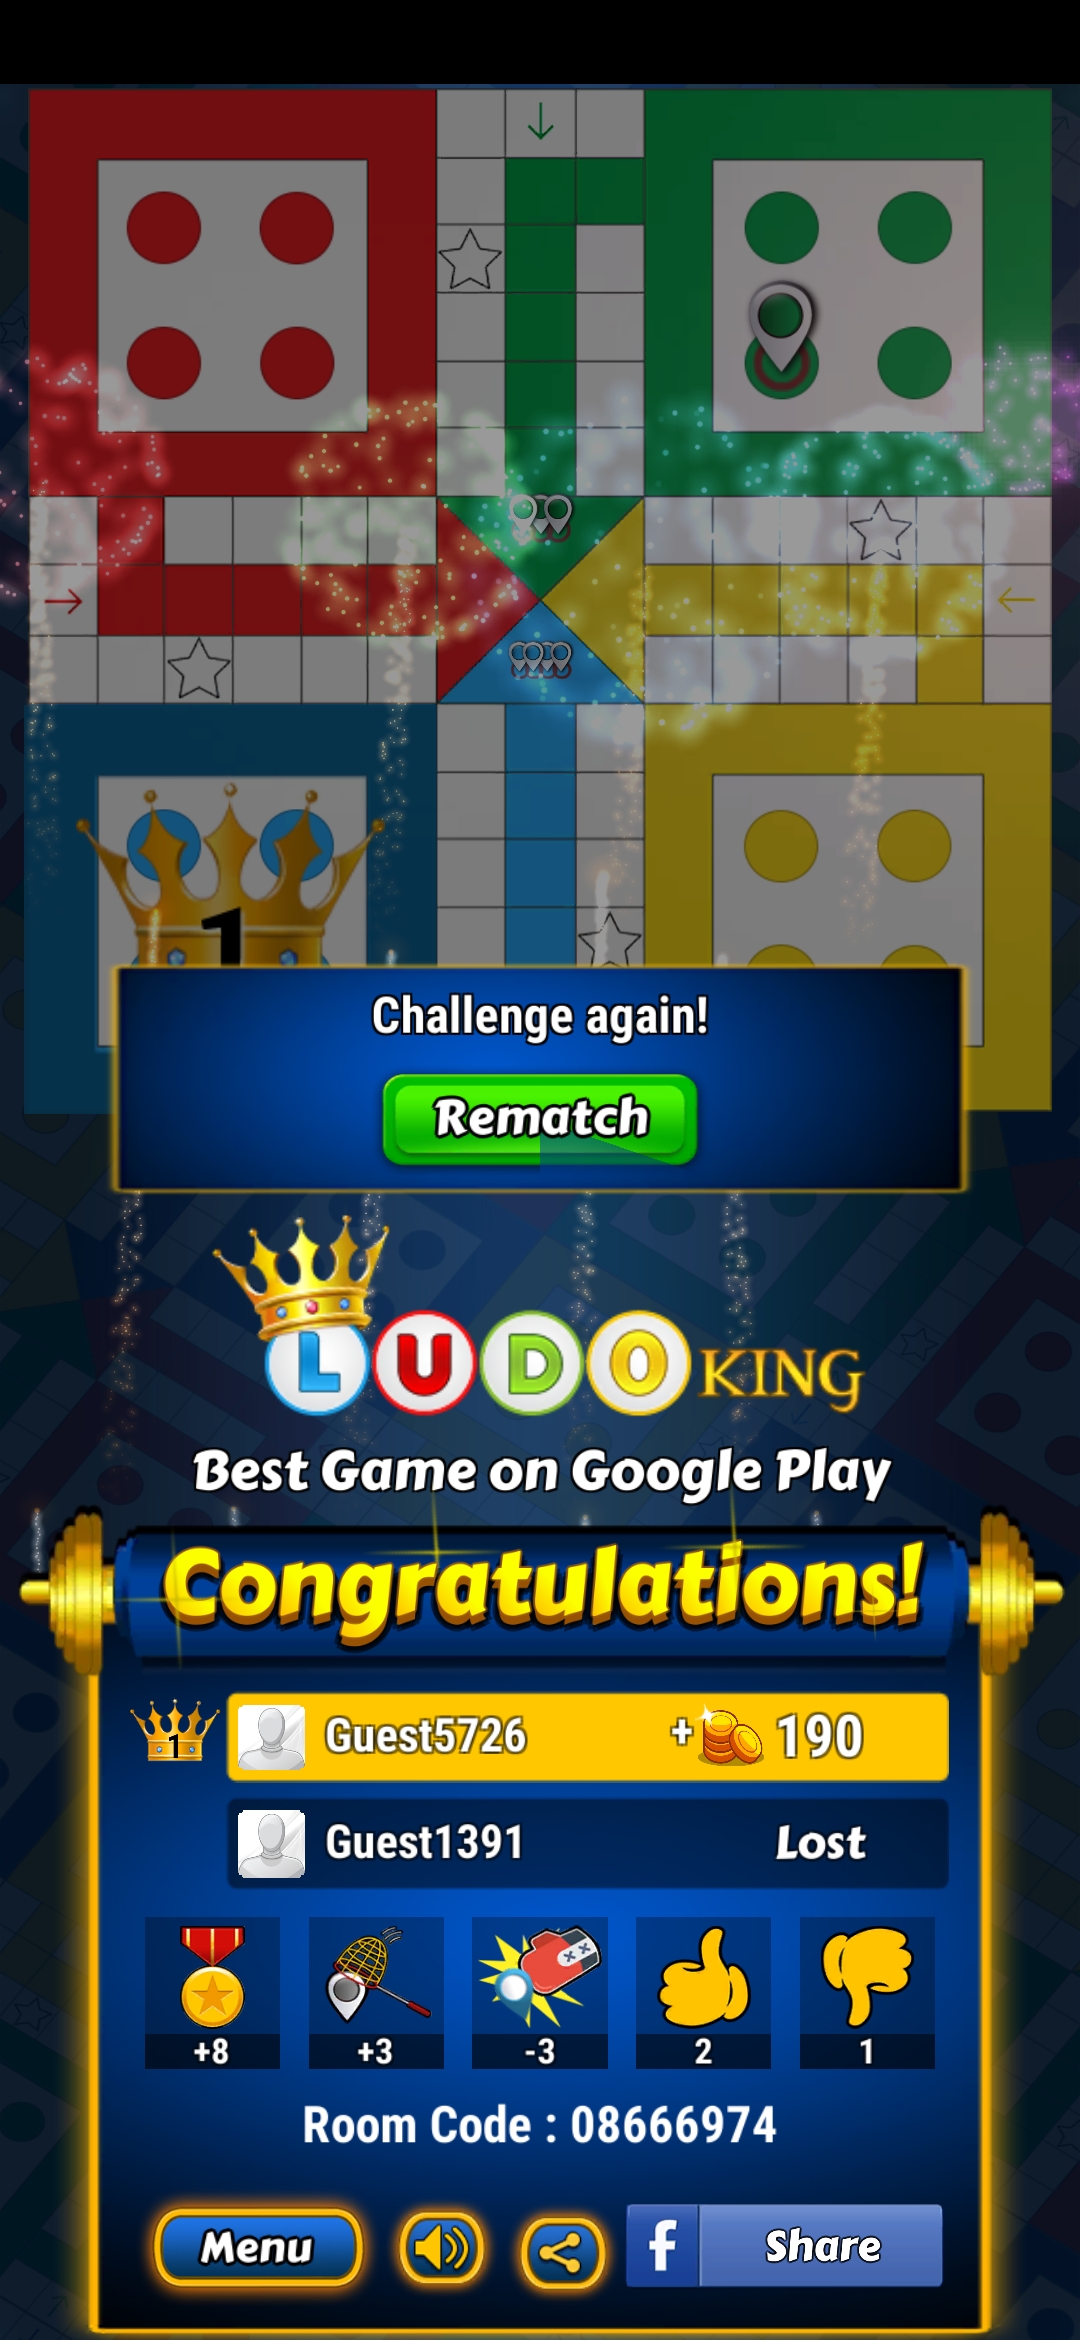 1
Challenge again!
Rematch
LUDO KING
Best Game on Google Play
Congratulations!
1 Guest5726 + 190
Guest1391 Lost
+8 +3 -3 2 1
Room Code : 08666974
Menu f Share